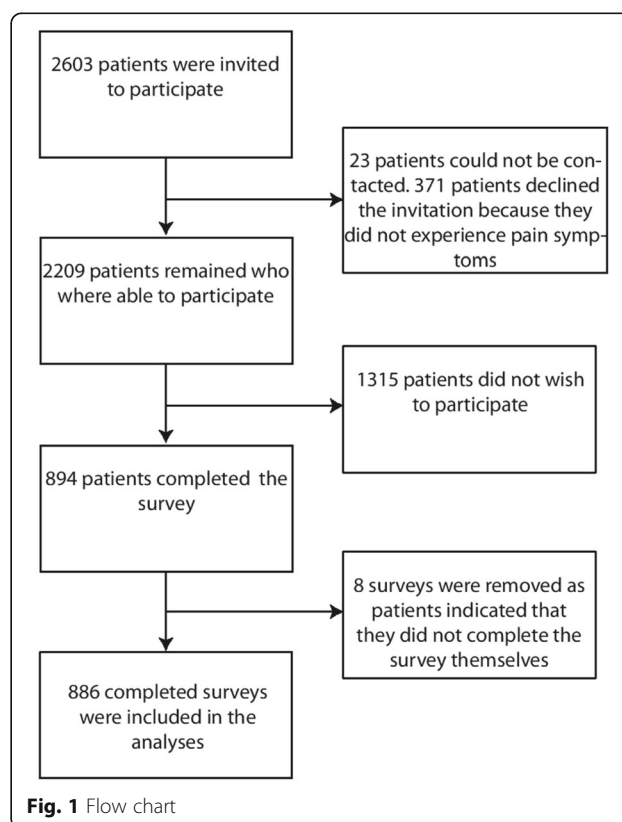 2603 patients were invited
to participate
23 patients could not be con-
tacted. 371 patients declined
the invitation because they
did not experience pain symp-
toms
2209 patients remained who
where able to participate
1315 patients did not wish
to participate
894 patients completed the
survey
8 surveys were removed as
patients indicated that
they did not complete the
survey themselves
886 completed surveys
were included in the
analyses
Fig. 1 Flow chart